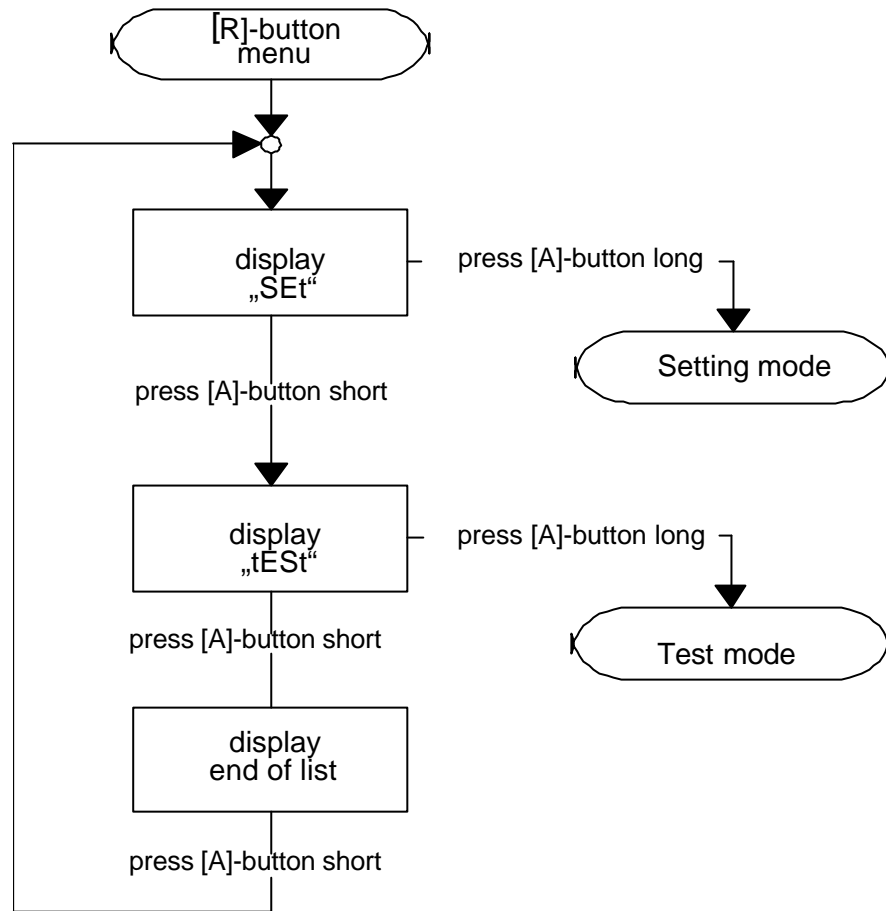 [R]-button
menu
display
„SEt“
press [A]-button long
Setting mode
press [A]-button short
display
„tESt“
press [A]-button long
Test mode
press [A]-button short
display
end of list
press [A]-button short